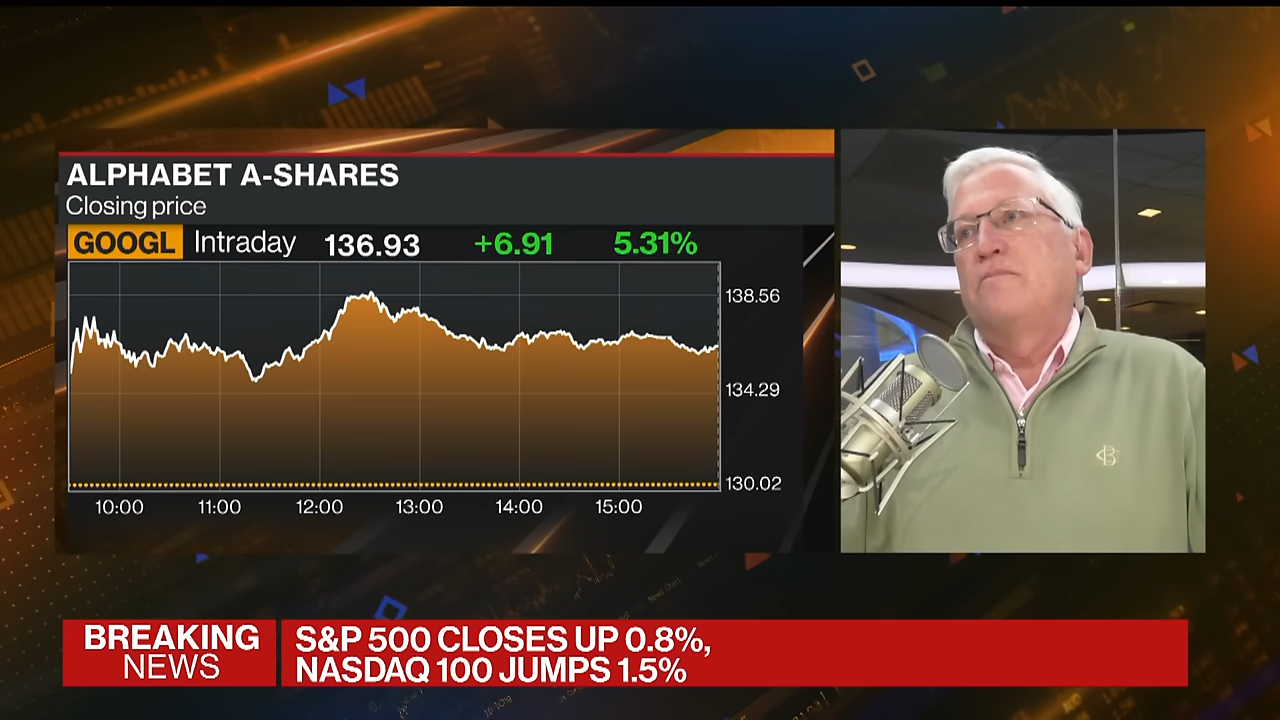 ALPHABET A-SHARES
Closing price
GOOGL Intraday 136.93 +6.91 5.31%
138.56
134.29
130.02
10:00 11:00 12:00 13:00 14:00 15:00
BREAKING NEWS
S&P 500 CLOSES UP 0.8%,
NASDAQ 100 JUMPS 1.5%